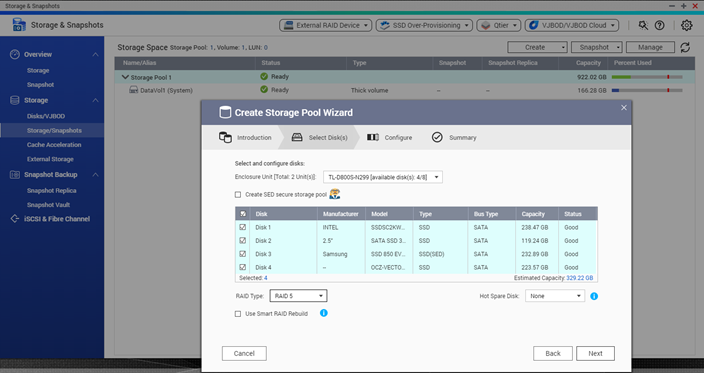 Storage & Snapshots
Storage & Snapshots
External RAID Device
SSD Over-Provisioning
Qtier
VJBOD/VJBOD Cloud
Overview
Storage
Snapshot
Storage
Disks/VJBOD
Storage/Snapshots
Cache Acceleration
External Storage
Snapshot Backup
Snapshot Replica
Snapshot Vault
iSCSI & Fibre Channel
Storage Space Storage Pool: 1, Volume: 1, LUN: 0
Create
Snapshot
Manage
Name/Alias Status Type Snapshot Snapshot Replica Capacity Percent Used
Storage Pool 1 Ready 922.02 GB
DataVol1 (System) Ready Thick volume -- -- 166.28 GB
Create Storage Pool Wizard
Introduction
Select Disk(s)
Configure
Summary
Select and configure disks:
Enclosure Unit [Total: 2 Unit(s)]: TL-D800S-N299 [available disk(s): 4/8]
Create SED secure storage pool
Disk Manufacturer Model Type Bus Type Capacity Status
Disk 1 INTEL SSDSC2KW... SSD SATA 238.47 GB Good
Disk 2 2.5" SATA SSD 3... SSD SATA 119.24 GB Good
Disk 3 Samsung SSD 850 EV... SSD(SED) SATA 232.89 GB Good
Disk 4 -- OCZ-VECTO... SSD SATA 223.57 GB Good
Selected: 4 Estimated Capacity: 329.22 GB
RAID Type: RAID 5 Hot Spare Disk: None
Use Smart RAID Rebuild
Cancel
Back
Next